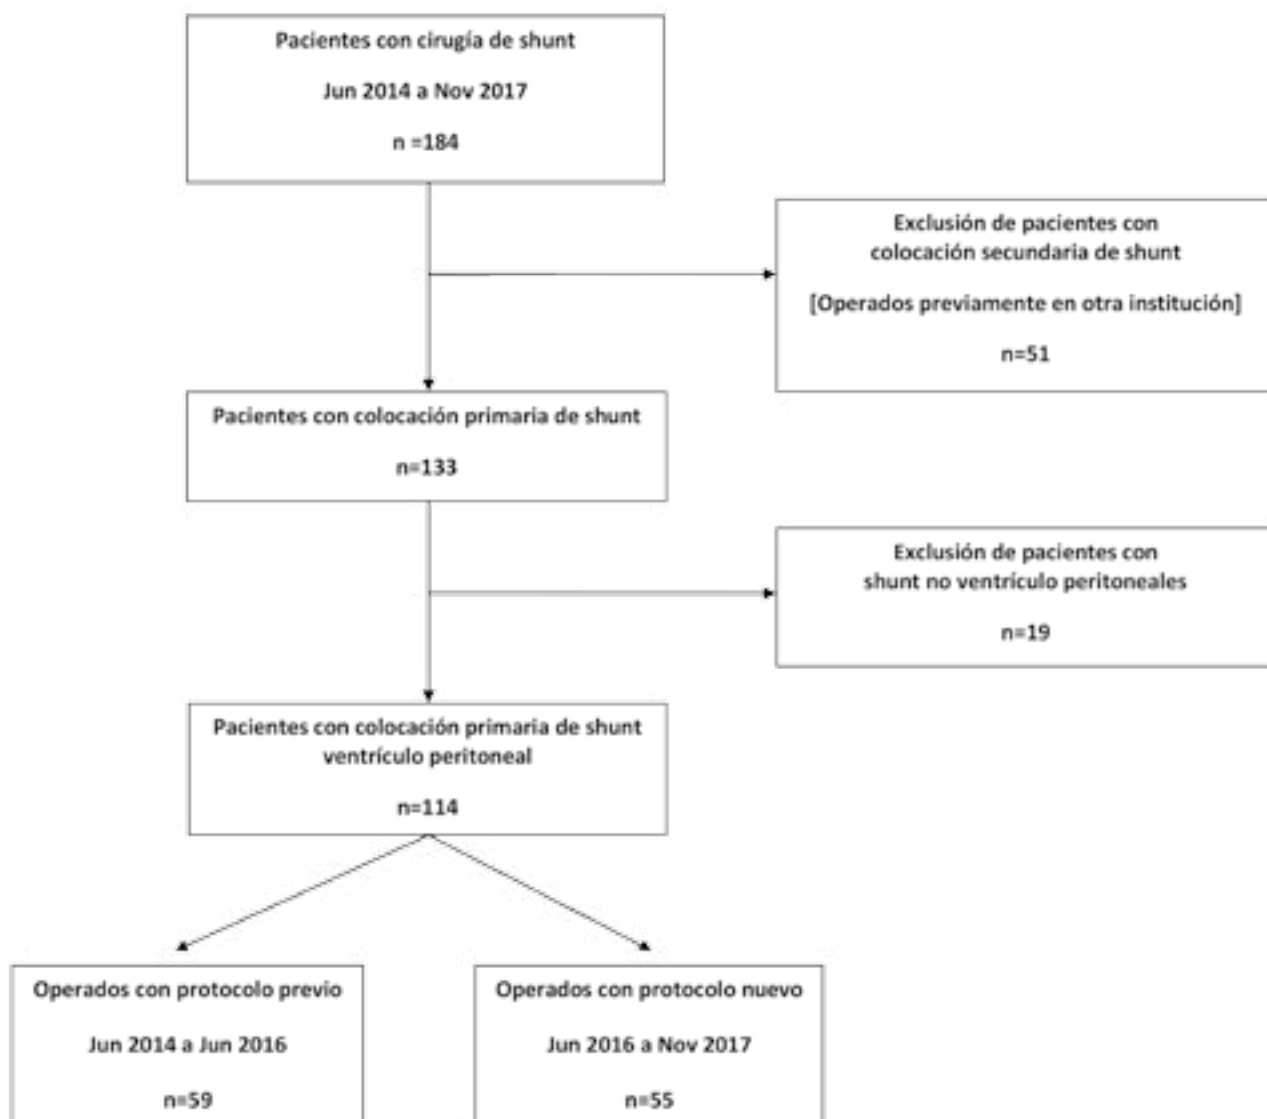 Pacientes con cirugía de shunt
Jun 2014 a Nov 2017
n =184
Exclusión de pacientes con
colocación secundaria de shunt
[Operados previamente en otra institución]
n=51
Pacientes con colocación primaria de shunt
n=133
Exclusión de pacientes con
shunt no ventrículo peritoneales
n=19
Pacientes con colocación primaria de shunt
ventrículo peritoneal
n=114
Operados con protocolo previo
Jun 2014 a Jun 2016
n=59
Operados con protocolo nuevo
Jun 2016 a Nov 2017
n=55